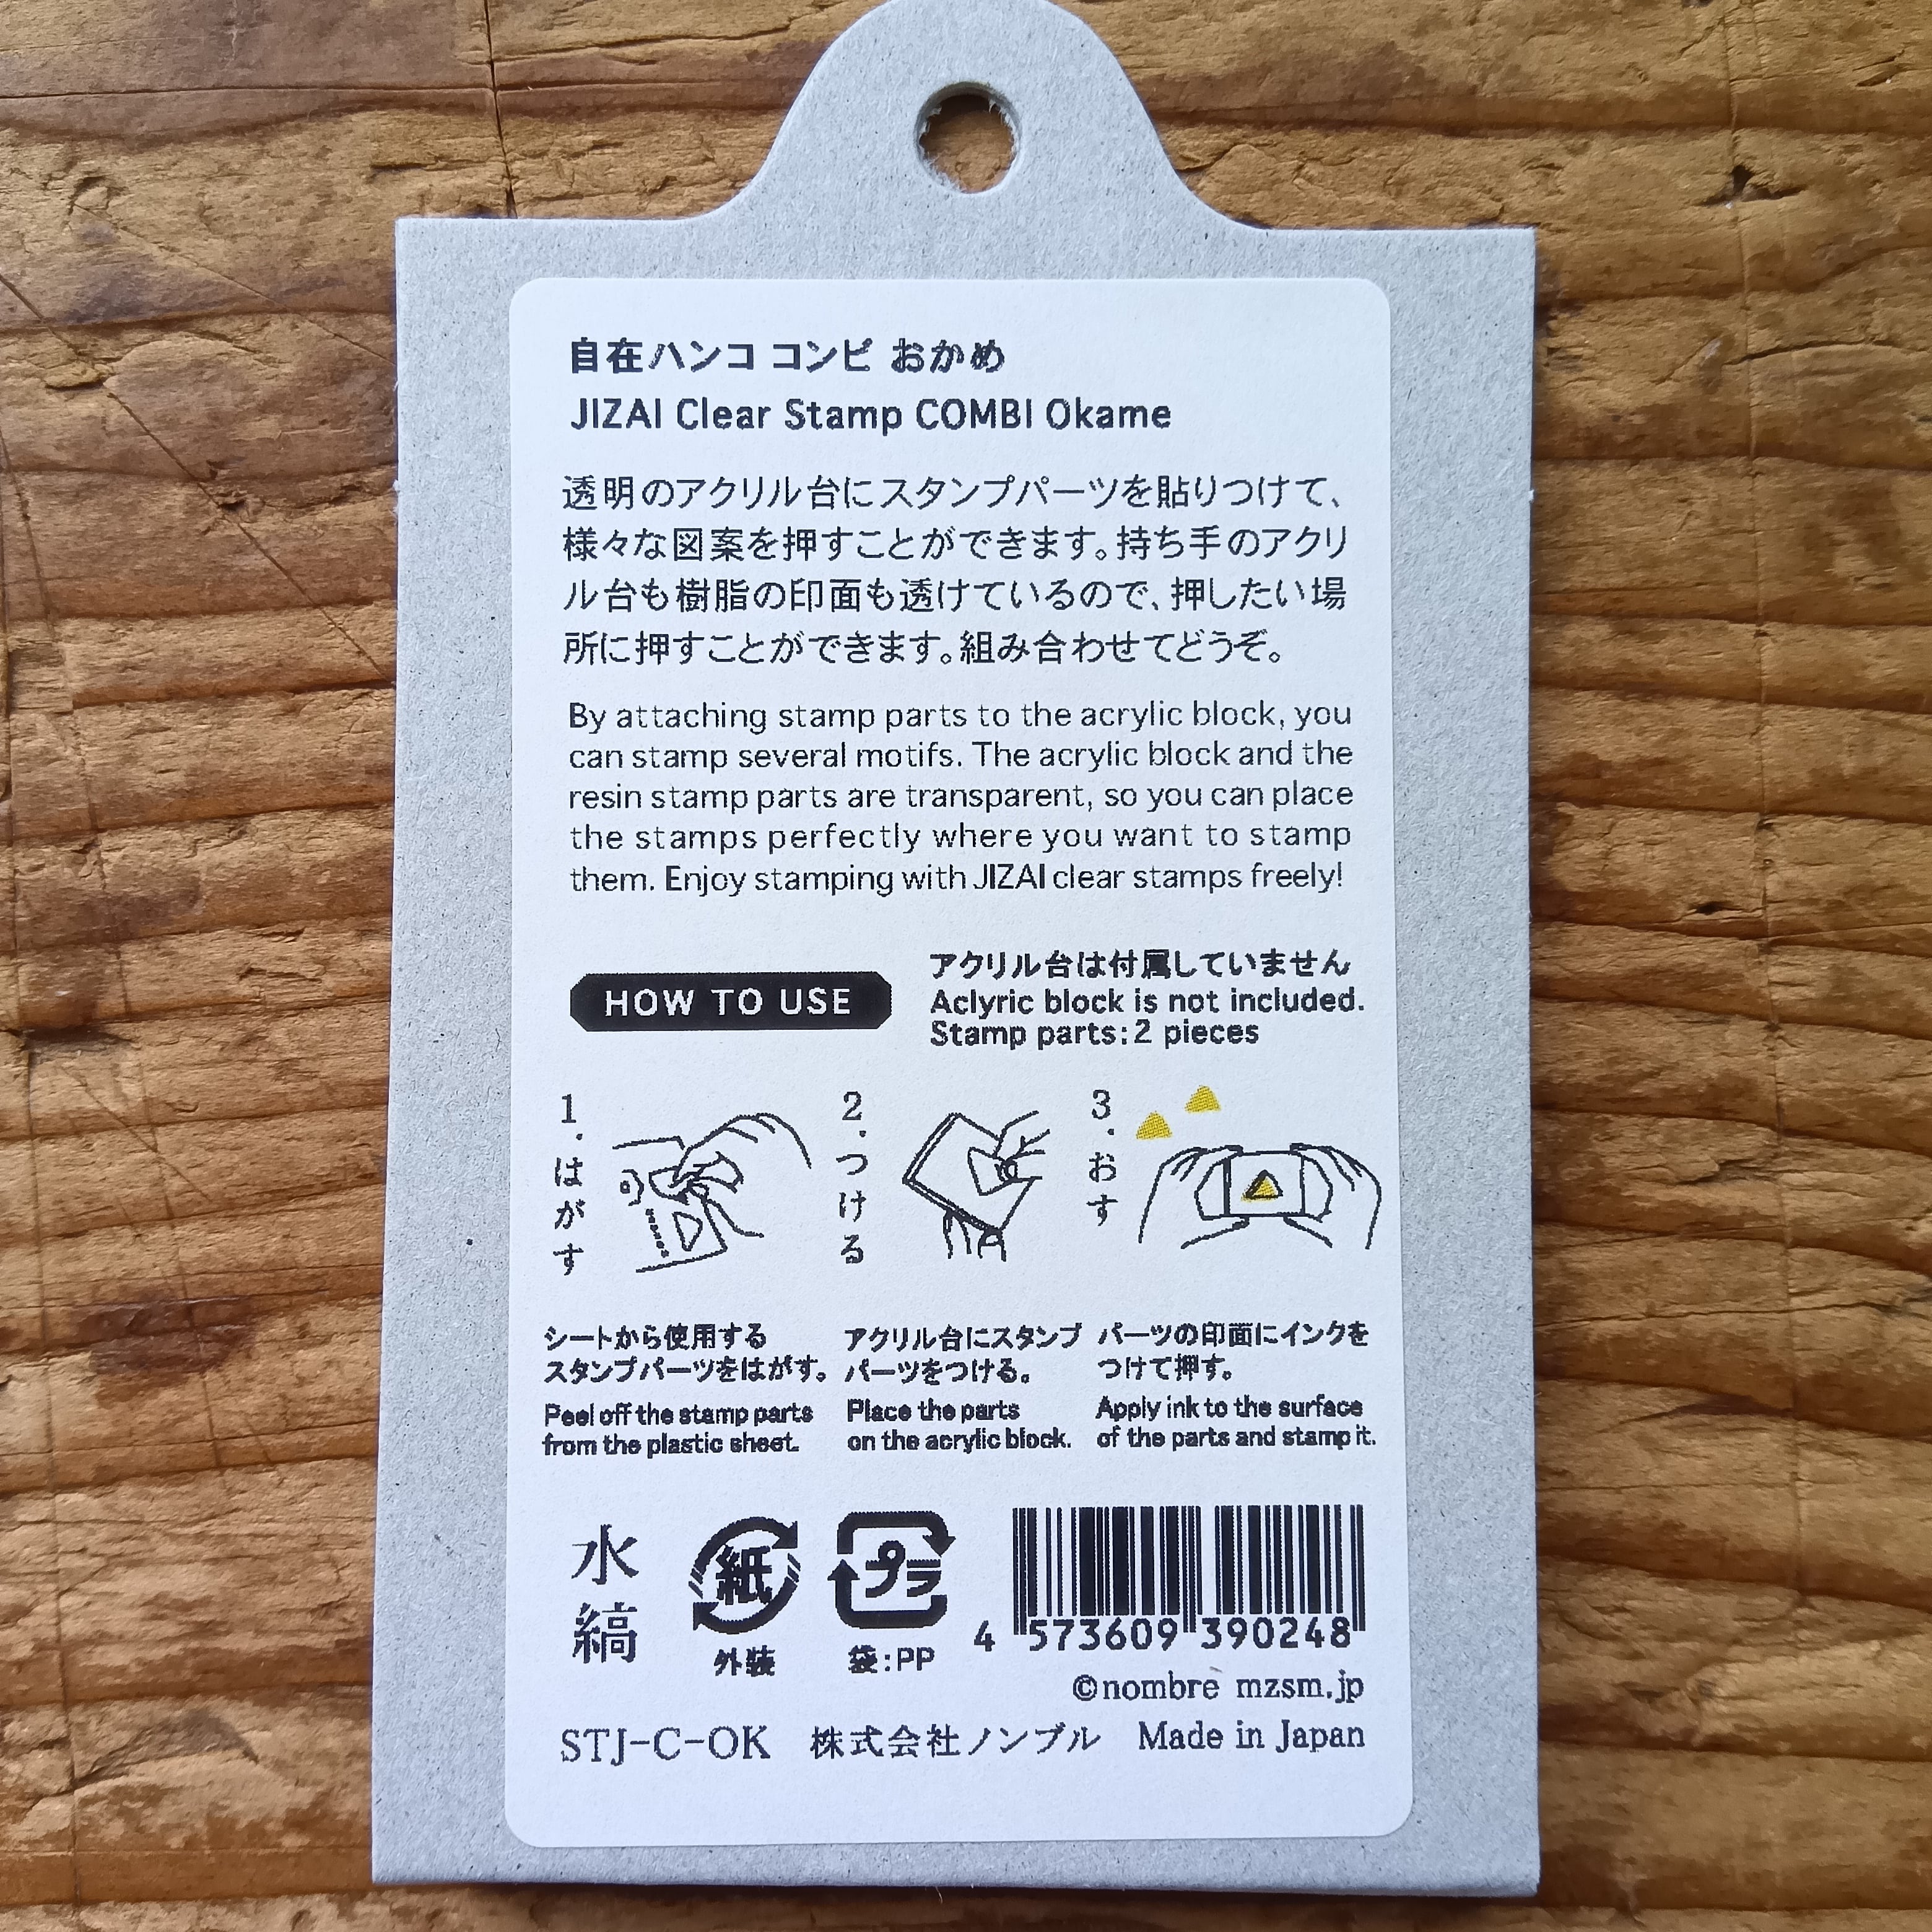 自在ハンコ コンビ おかめ
JIZAI Clear Stamp COMBI Okame
透明のアクリル台にスタンプパーツを貼りつけて、
様々な図案を押すことができます。持ち手のアクリ
ル台も樹脂の印面も透けているので、押したい場
所に押すことができます。組み合わせてどうぞ。
By attaching stamp parts to the acrylic block, you
can stamp several motifs. The acrylic block and the
resin stamp parts are transparent, so you can place
the stamps perfectly where you want to stamp
them. Enjoy stamping with JIZAI clear stamps freely!
HOW TO USE
アクリル台は付属していません
Aclyric block is not included.
Stamp parts:2 pieces
1.はがす
2.つける
3.おす
シートから使用する
スタンプパーツをはがす。
Peel off the stamp parts
from the plastic sheet.
アクリル台にスタンプ
パーツをつける。
Place the parts
on the acrylic block.
パーツの印面にインクを
つけて押す。
Apply ink to the surface
of the parts and stamp it.
水縞
紙
外装
プラ
袋:PP
4 573609 390248
©nombre mzsm.jp
STJ-C-OK 株式会社ノンブル Made in Japan